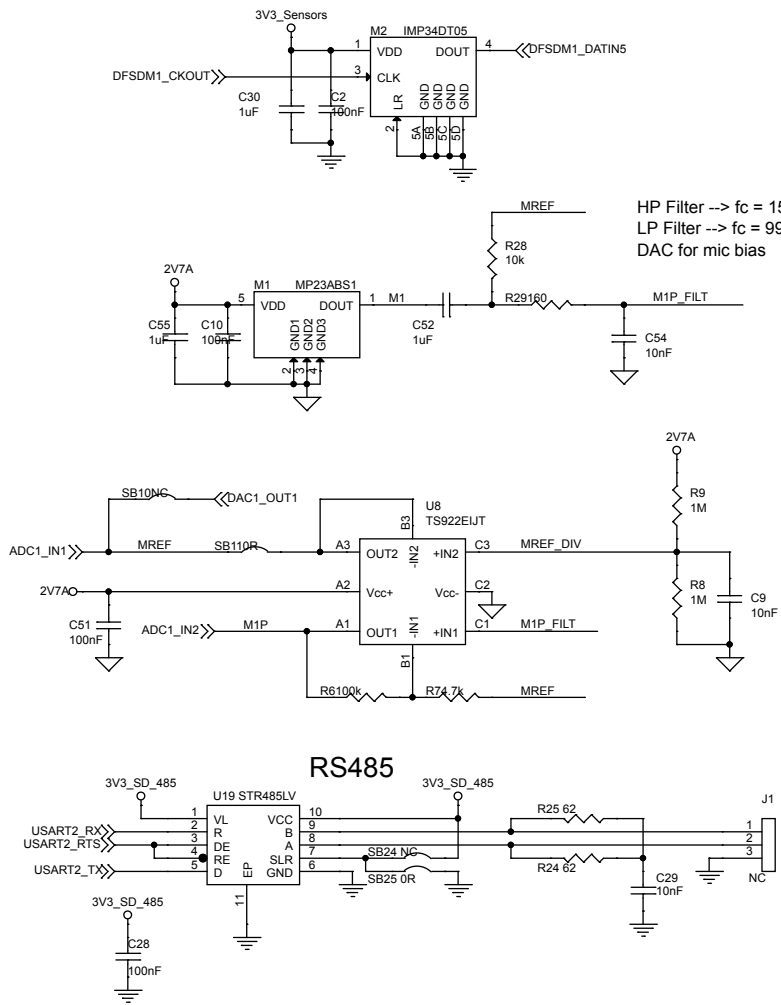 3V3_Sensors
M2 IMP34DT05
1 VDD DOUT 4 DFSDM1_DATIN5
DFSDM1_CKOUT 3 CLK
LR GND GND GND GND
2 5A 5B 5C 5D
C30
1uF
C2
100nF
MREF
HP Filter --> fc = 15
LP Filter --> fc = 99
DAC for mic bias
R28
10k
2V7A
M1 MP23ABS1
5 VDD DOUT 1 M1
GND1 GND2 GND3
2 3 4
C55
1uF
C10
100nF
C52
1uF
R29160
M1P_FILT
C54
10nF
2V7A
R9
1M
SB10NC DAC1_OUT1
U8
TS922EIJT
B3
ADC1_IN1 MREF SB110R A3 OUT2 -IN2 +IN2 C3 MREF_DIV
2V7A A2 Vcc+ Vcc- C2
R8
1M
C9
10nF
C51
100nF
ADC1_IN2 M1P A1 OUT1 -IN1 +IN1 C1 M1P_FILT
B1
R6100k R74.7k MREF
RS485
3V3_SD_485
U19 STR485LV
3V3_SD_485
1 VL VCC 10
USART2_RX 2 R B 9
USART2_RTS 3 DE A 8
4 RE SLR 7
USART2_TX 5 D GND 6
EP
11
SB24 NC
SB25 0R
R25 62
R24 62
C29
10nF
J1
1
2
3
NC
3V3_SD_485
C28
100nF